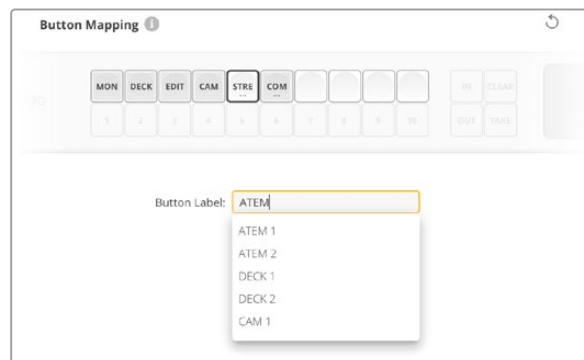 Button Mapping
MON DECK EDIT CAM STRE... COM... IN CLEAR
1 2 3 4 5 6 7 8 9 10 OUT TAKE
Button Label: ATEM
ATEM 1
ATEM 2
DECK 1
DECK 2
CAM 1